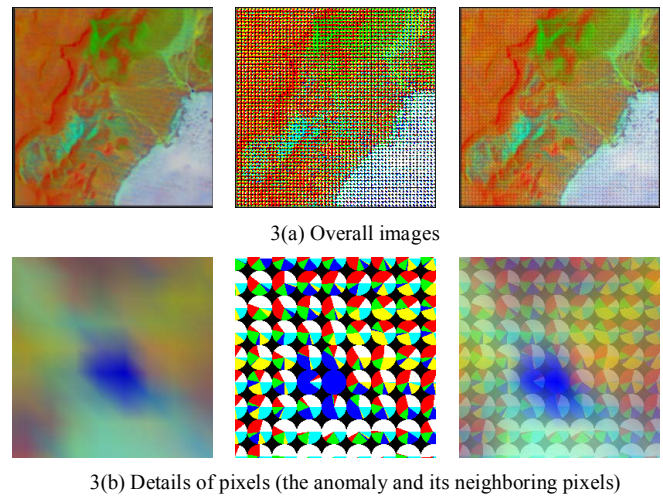 3(a) Overall images
3(b) Details of pixels (the anomaly and its neighboring pixels)